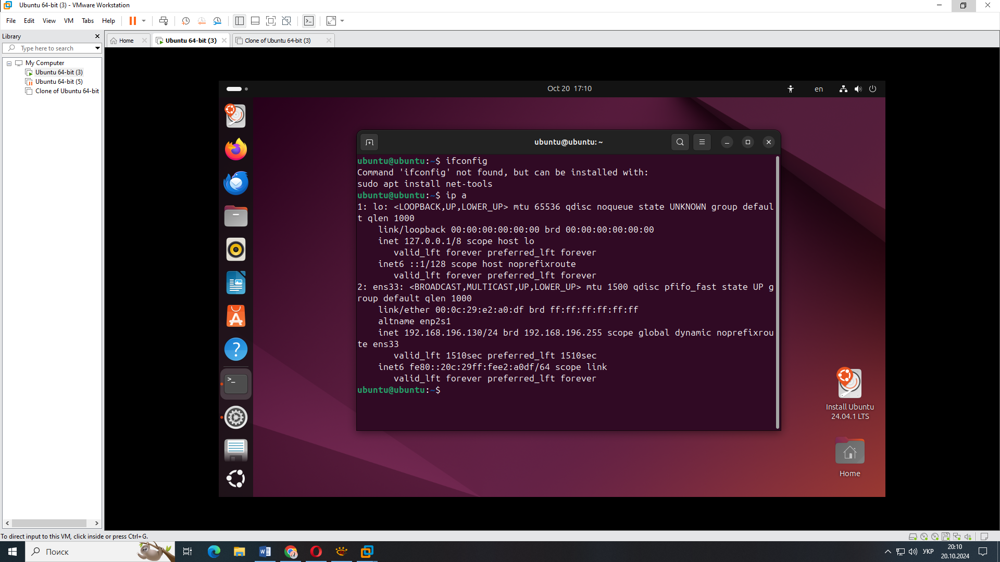 Ubuntu 64-bit (3) - VMware Workstation
File Edit View VM Tabs Help
Library
Type here to search
My Computer
Ubuntu 64-bit (3)
Ubuntu 64-bit (5)
Clone of Ubuntu 64-bit
Home
Ubuntu 64-bit (3)
Clone of Ubuntu 64-bit (3)
Oct 20 17:10
en
ubuntu@ubuntu: ~
ubuntu@ubuntu:~$ ifconfig
Command 'ifconfig' not found, but can be installed with:
sudo apt install net-tools
ubuntu@ubuntu:~$ ip a
1: lo: <LOOPBACK,UP,LOWER_UP> mtu 65536 qdisc noqueue state UNKNOWN group defaul
t qlen 1000
    link/loopback 00:00:00:00:00:00 brd 00:00:00:00:00:00
    inet 127.0.0.1/8 scope host lo
       valid_lft forever preferred_lft forever
    inet6 ::1/128 scope host noprefixroute
       valid_lft forever preferred_lft forever
2: ens33: <BROADCAST,MULTICAST,UP,LOWER_UP> mtu 1500 qdisc pfifo_fast state UP g
roup default qlen 1000
    link/ether 00:0c:29:e2:a0:df brd ff:ff:ff:ff:ff:ff
    altname enp2s1
    inet 192.168.196.130/24 brd 192.168.196.255 scope global dynamic noprefixrou
te ens33
       valid_lft 1510sec preferred_lft 1510sec
    inet6 fe80::20c:29ff:fee2:a0df/64 scope link
       valid_lft forever preferred_lft forever
ubuntu@ubuntu:~$
Install Ubuntu
24.04.1 LTS
Home
To direct input to this VM, click inside or press Ctrl+G.
Поиск
УКР
20:10
20.10.2024